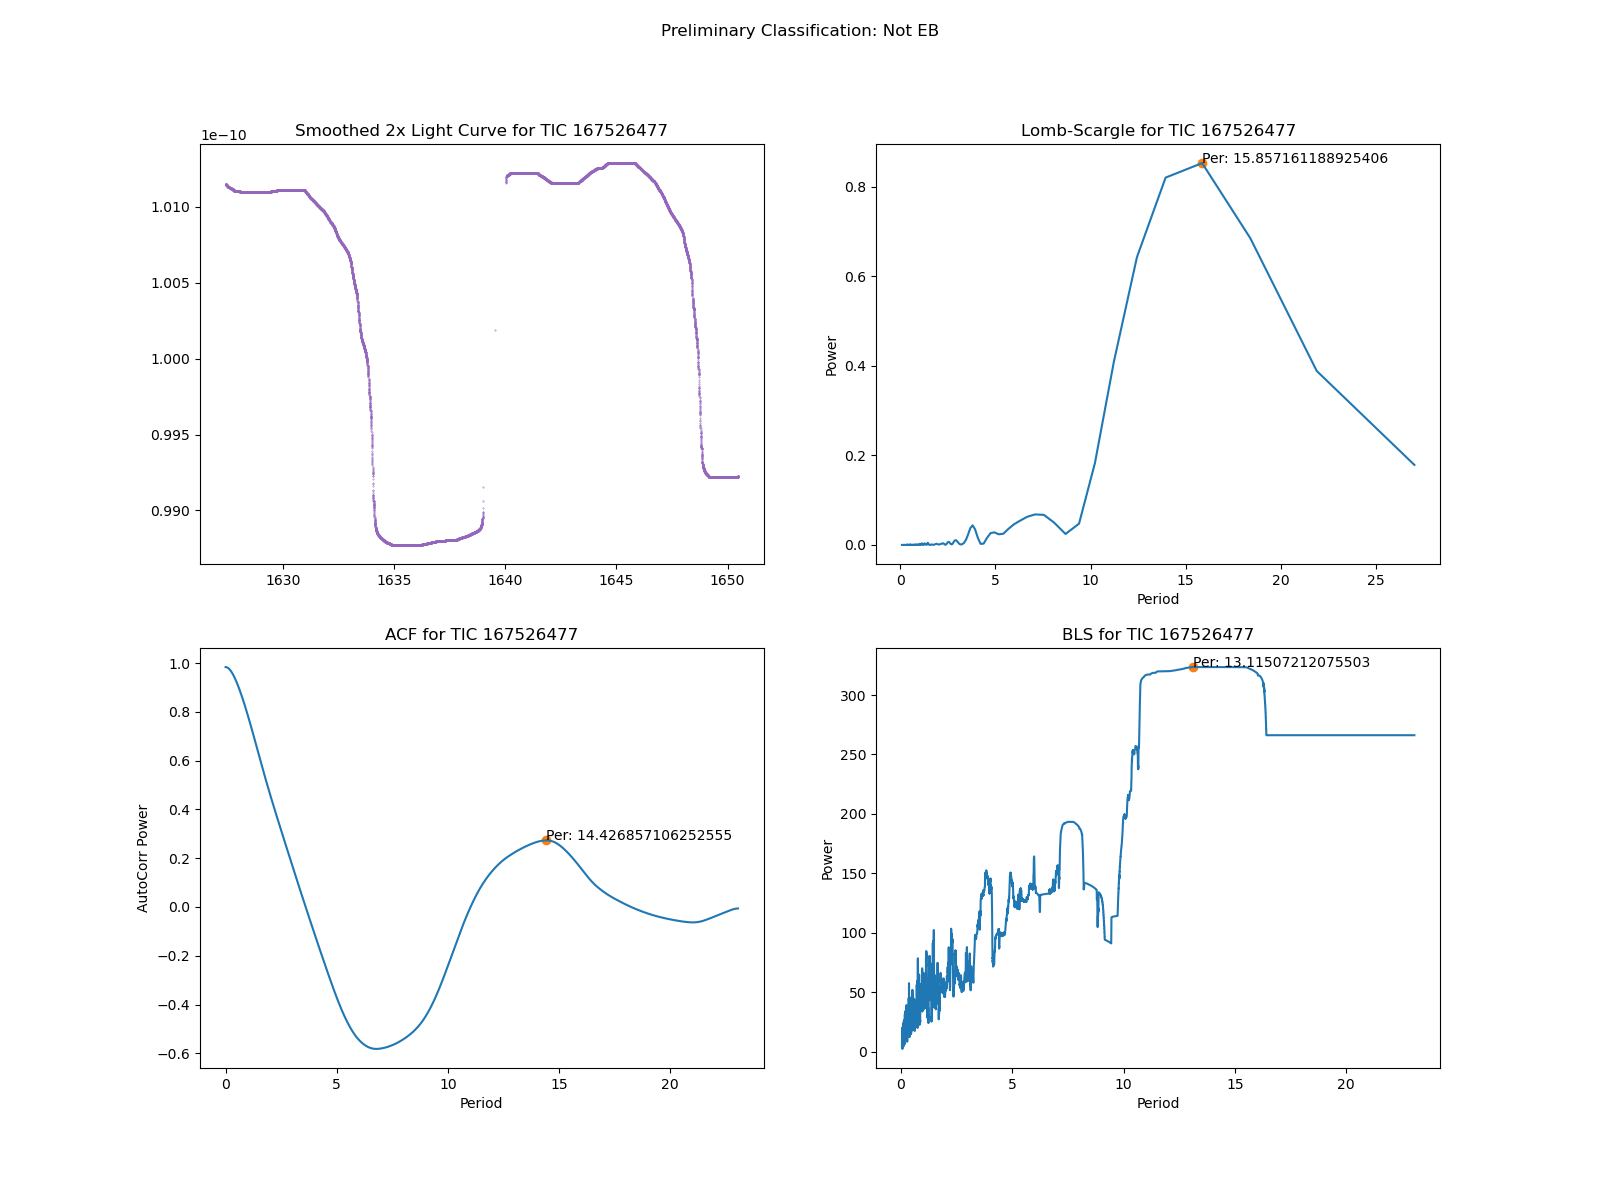 Preliminary Classification: Not EB
Smoothed 2x Light Curve for TIC 167526477
1e−10
1.010
1.005
1.000
0.995
0.990
1630 1635 1640 1645 1650
Lomb-Scargle for TIC 167526477
Per: 15.857161188925406
Power
0.8
0.6
0.4
0.2
0.0
0 5 10 15 20 25
Period
ACF for TIC 167526477
Per: 14.426857106252555
AutoCorr Power
1.0
0.8
0.6
0.4
0.2
0.0
−0.2
−0.4
−0.6
0 5 10 15 20
Period
BLS for TIC 167526477
Per: 13.11507212075503
Power
300
250
200
150
100
50
0
0 5 10 15 20
Period